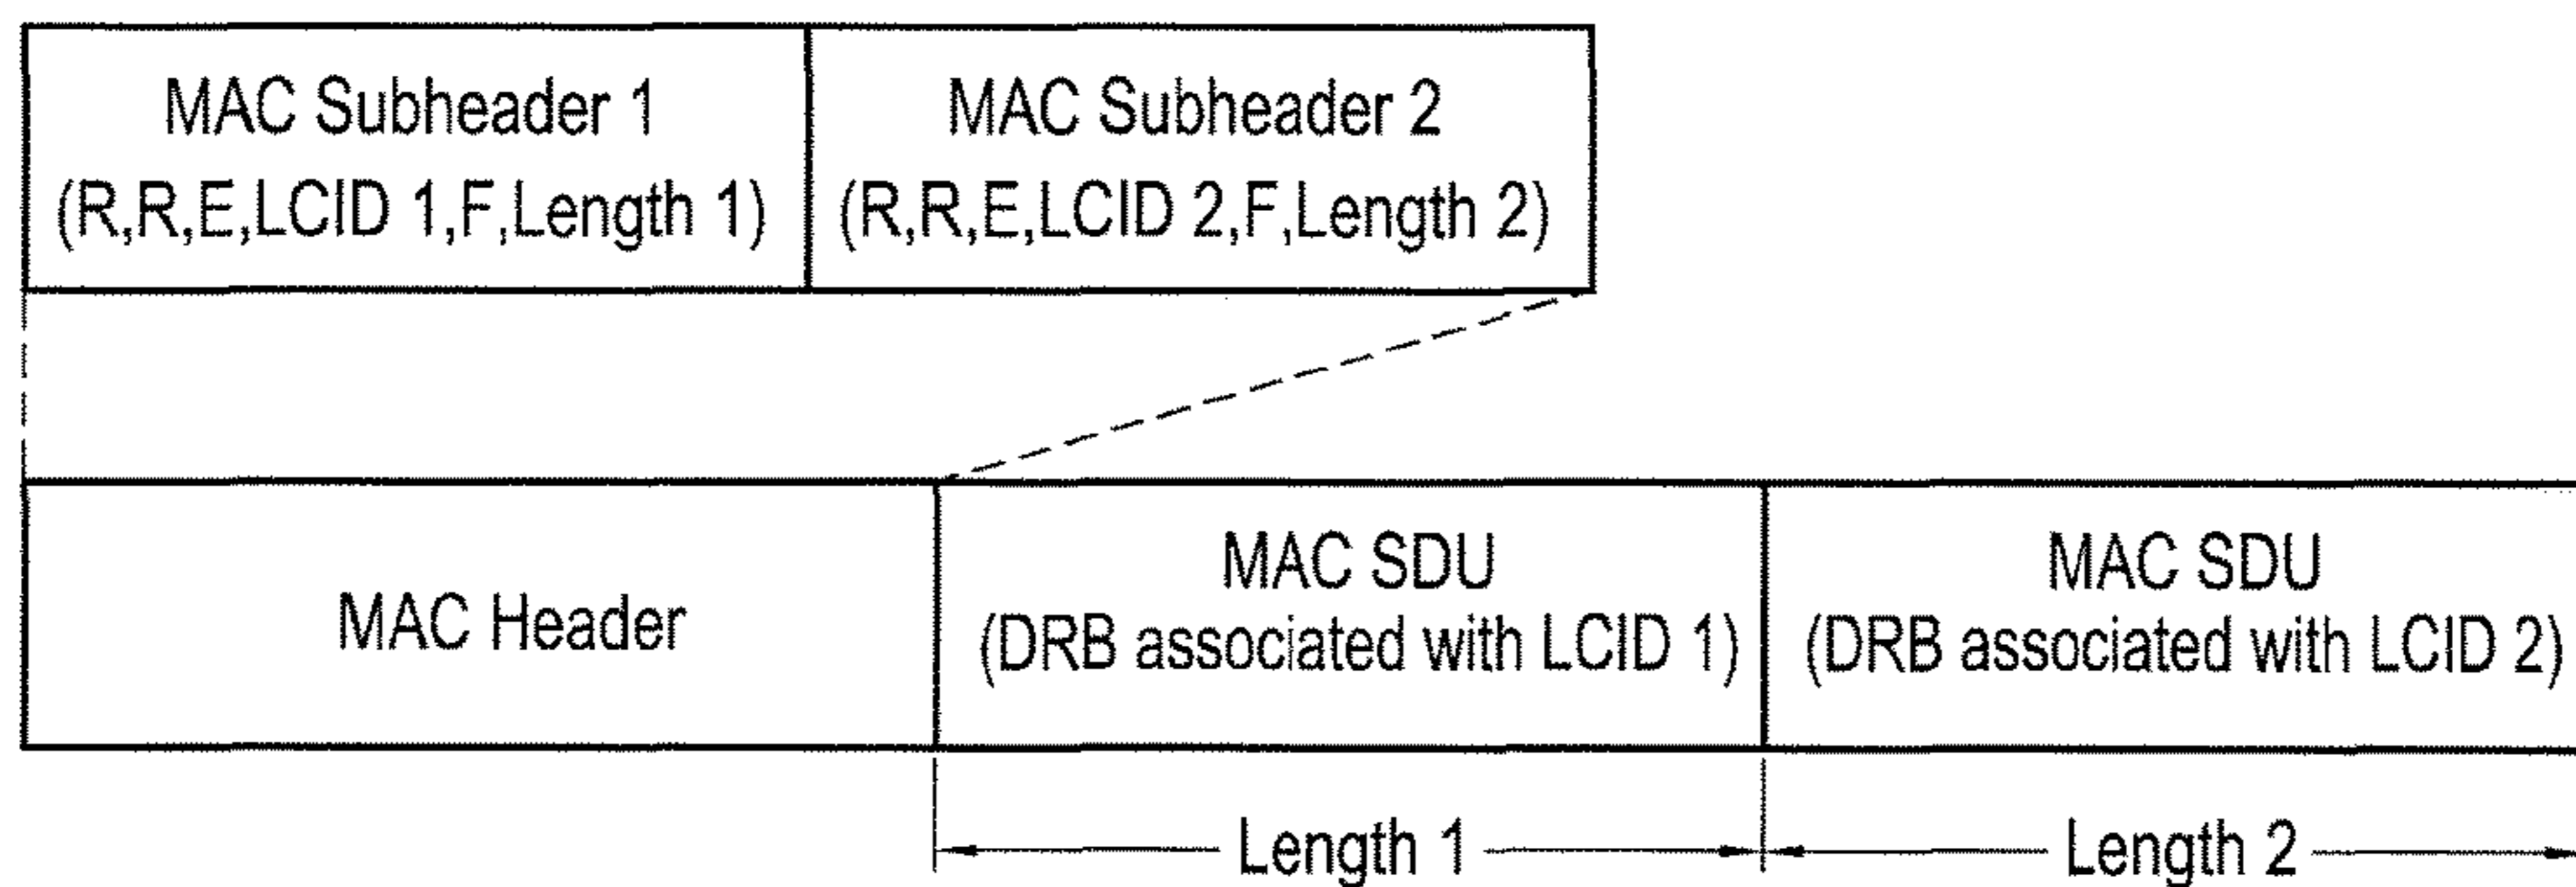 MAC Subheader 1
(R,R,E,LCID 1,F,Length 1)
MAC Subheader 2
(R,R,E,LCID 2,F,Length 2)
MAC Header
MAC SDU
(DRB associated with LCID 1)
MAC SDU
(DRB associated with LCID 2)
Length 1
Length 2